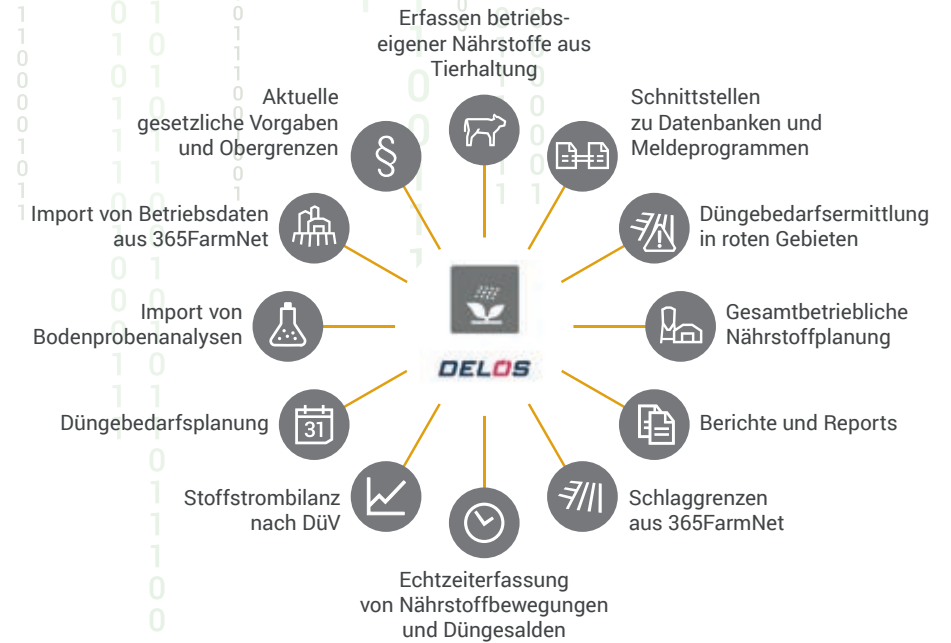 Erfassen betriebs-
eigener Nährstoffe aus
Tierhaltung
Schnittstellen
zu Datenbanken und
Meldeprogrammen
Düngebedarfsermittlung
in roten Gebieten
Gesamtbetriebliche
Nährstoffplanung
Berichte und Reports
Schlaggrenzen
aus 365FarmNet
Echtzeiterfassung
von Nährstoffbewegungen
und Düngesalden
Stoffstrombilanz
nach DüV
Düngebedarfsplanung
31
Import von
Bodenprobenanalysen
Import von Betriebsdaten
aus 365FarmNet
Aktuelle
gesetzliche Vorgaben
und Obergrenzen
§
DELOS